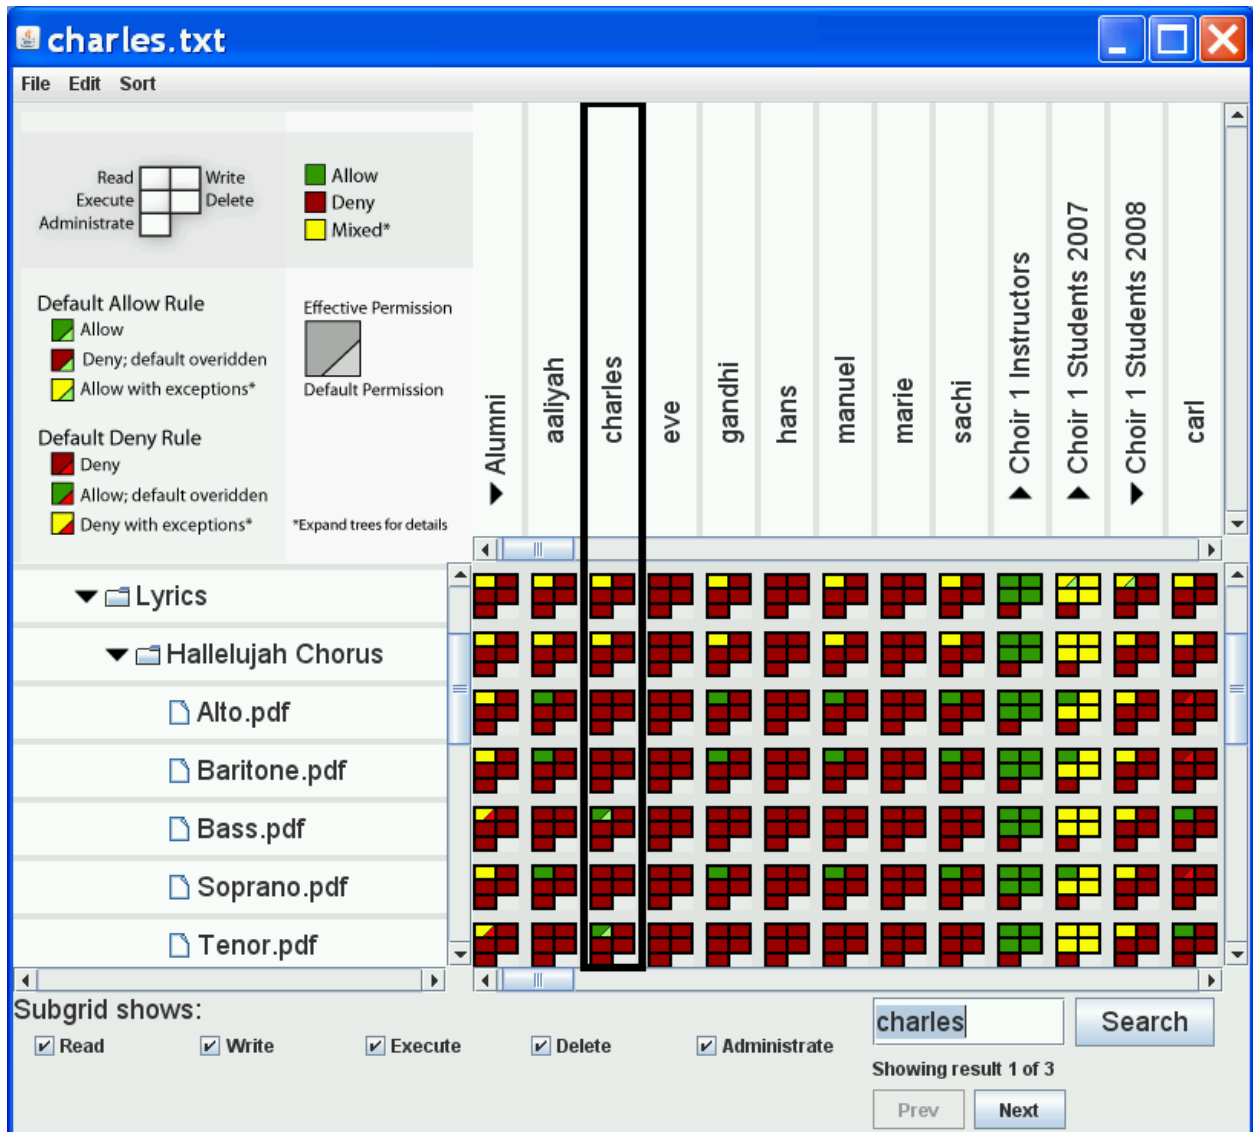 charles.txt
File Edit Sort
Read Write
Execute Delete
Administrate
Allow
Deny
Mixed*
Default Allow Rule
Allow
Deny; default overidden
Allow with exceptions*
Default Deny Rule
Deny
Allow; default overidden
Deny with exceptions*
Effective Permission
Default Permission
*Expand trees for details
Alumni
aaliyah
charles
eve
gandhi
hans
manuel
marie
sachi
Choir 1 Instructors
Choir 1 Students 2007
Choir 1 Students 2008
carl
Lyrics
Hallelujah Chorus
Alto.pdf
Baritone.pdf
Bass.pdf
Soprano.pdf
Tenor.pdf
Subgrid shows:
Read Write Execute Delete Administrate
charles Search
Showing result 1 of 3
Prev Next